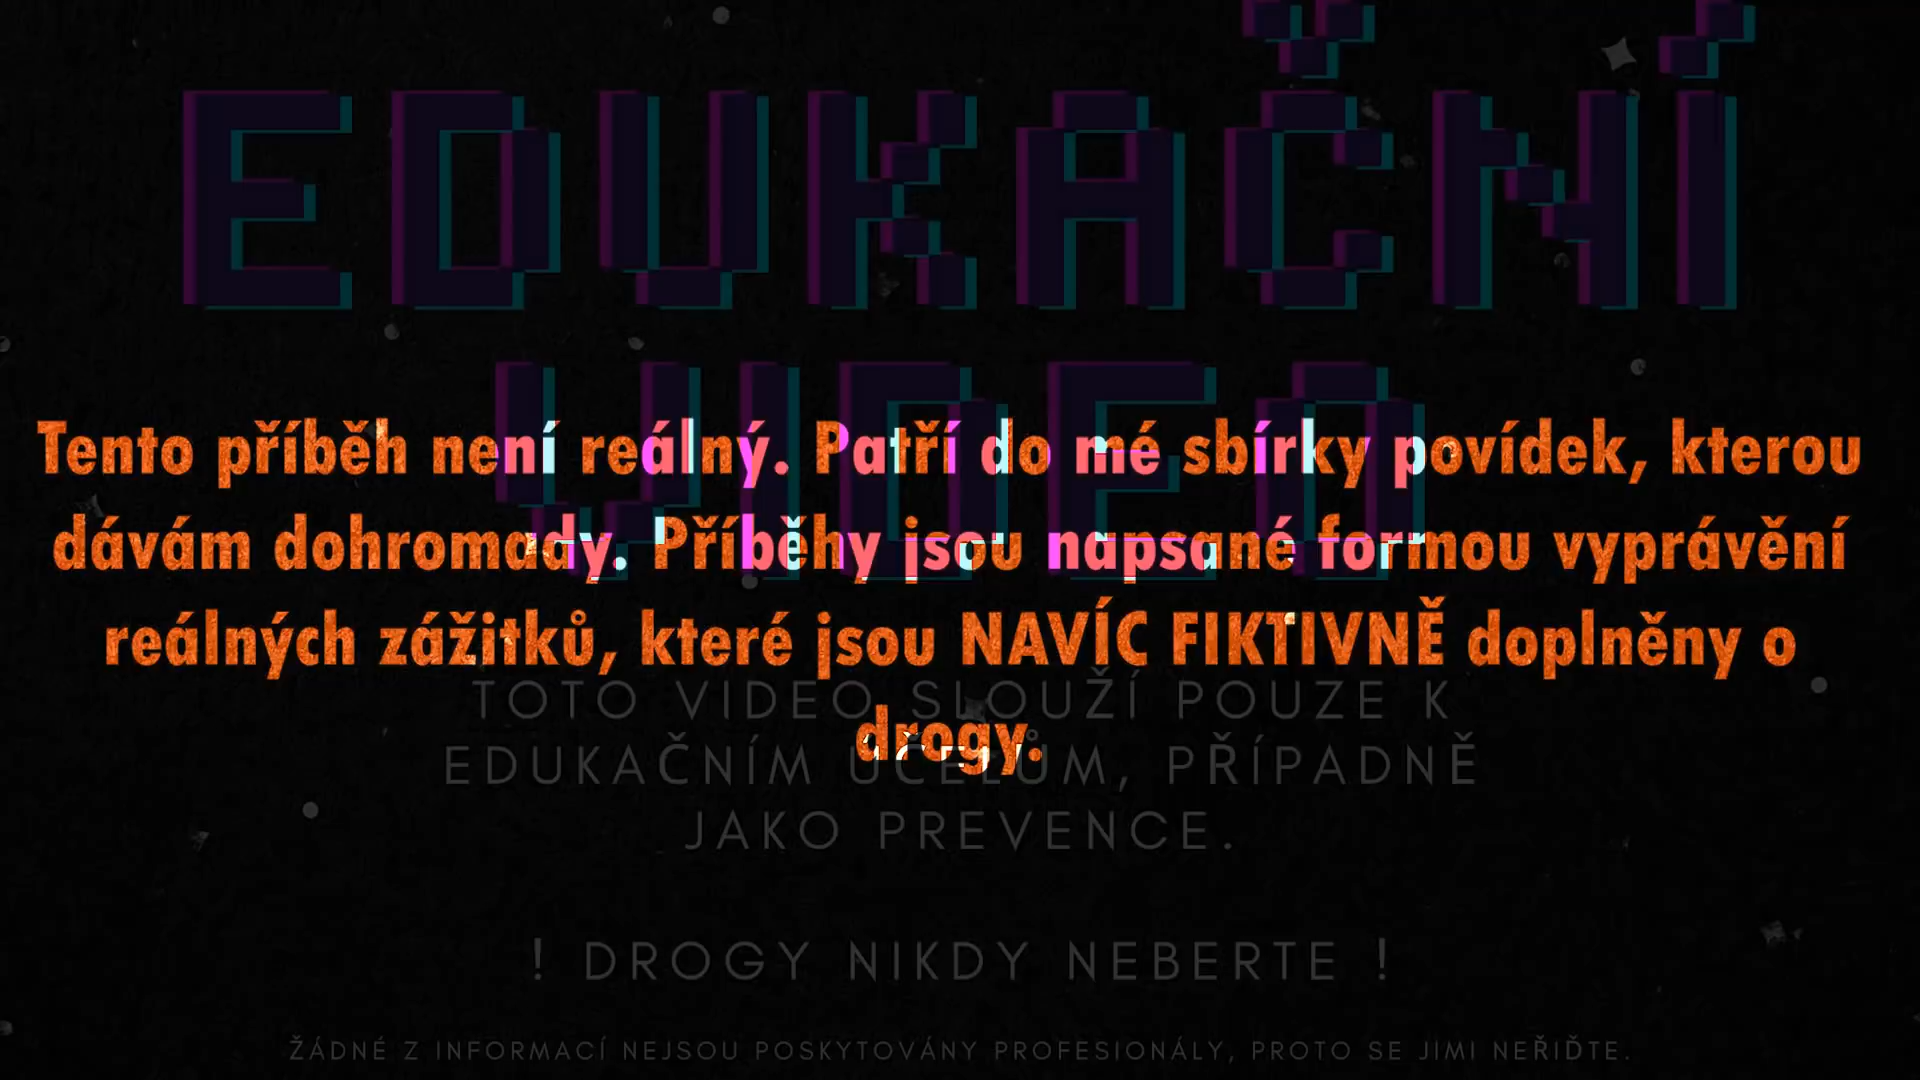 EDUKAČNÍ
VIDEO
Tento příběh není reálný. Patří do mé sbírky povídek, kterou
dávám dohromady. Příběhy jsou napsané formou vyprávění
reálných zážitků, které jsou NAVÍC FIKTIVNĚ doplněny o
drogy.
TOTO VIDEO SLOUŽÍ POUZE K
EDUKAČNÍM ÚČELŮM, PŘÍPADNĚ
JAKO PREVENCE.
! DROGY NIKDY NEBERTE !
ŽÁDNÉ Z INFORMACÍ NEJSOU POSKYTOVÁNY PROFESIONÁLY, PROTO SE JIMI NEŘIĎTE.